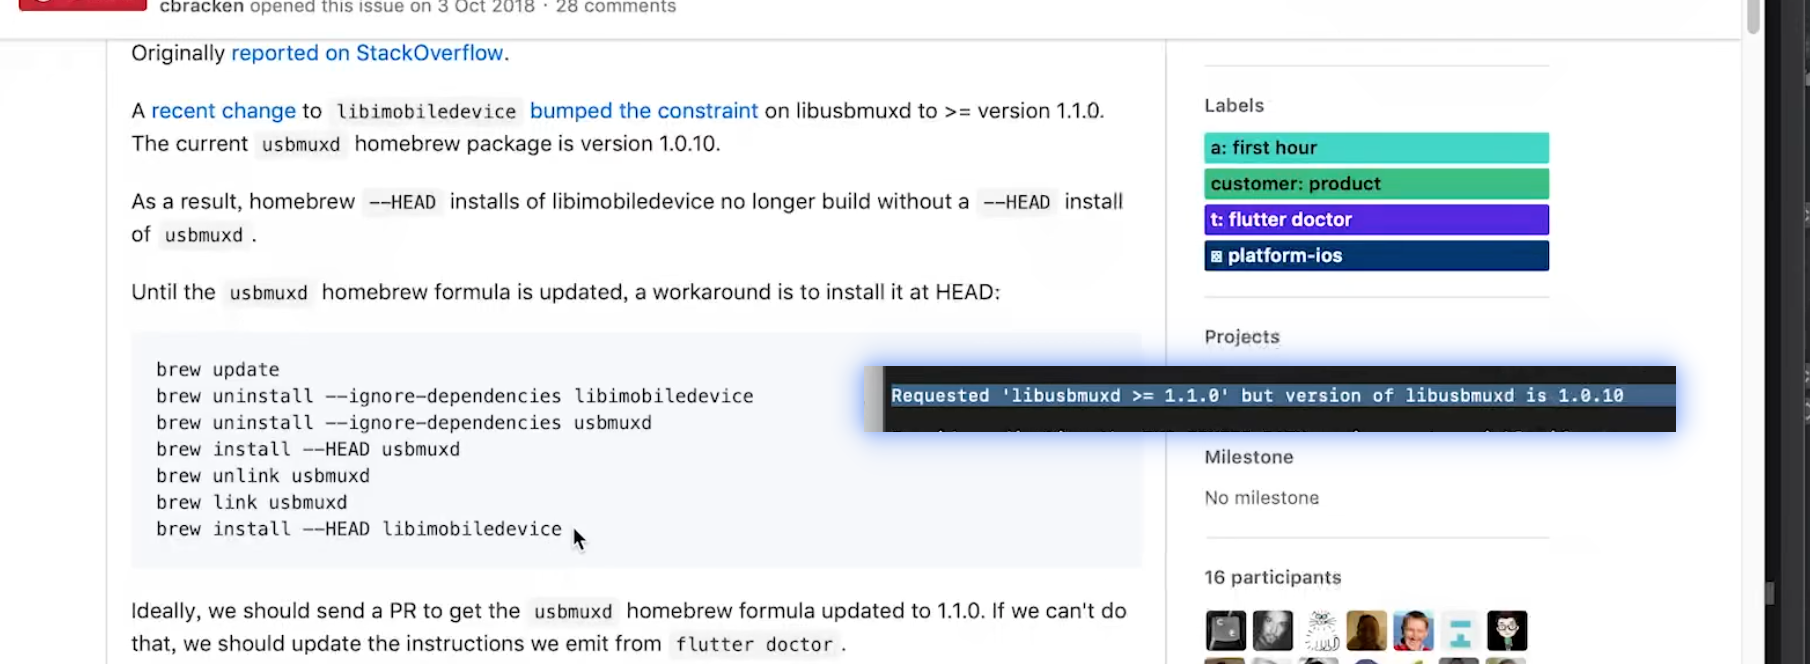 cbracken opened this issue on 3 Oct 2018 · 28 comments
Originally reported on StackOverflow.
A recent change to libimobiledevice bumped the constraint on libusbmuxd to >= version 1.1.0.
The current usbmuxd homebrew package is version 1.0.10.
As a result, homebrew --HEAD installs of libimobiledevice no longer build without a --HEAD install
of usbmuxd .
Until the usbmuxd homebrew formula is updated, a workaround is to install it at HEAD:
brew update
brew uninstall --ignore-dependencies libimobiledevice
brew uninstall --ignore-dependencies usbmuxd
brew install --HEAD usbmuxd
brew unlink usbmuxd
brew link usbmuxd
brew install --HEAD libimobiledevice
Ideally, we should send a PR to get the usbmuxd homebrew formula updated to 1.1.0. If we can't do
that, we should update the instructions we emit from flutter doctor .
Labels
a: first hour
customer: product
t: flutter doctor
platform-ios
Projects
Requested 'libusbmuxd >= 1.1.0' but version of libusbmuxd is 1.0.10
Milestone
No milestone
16 participants